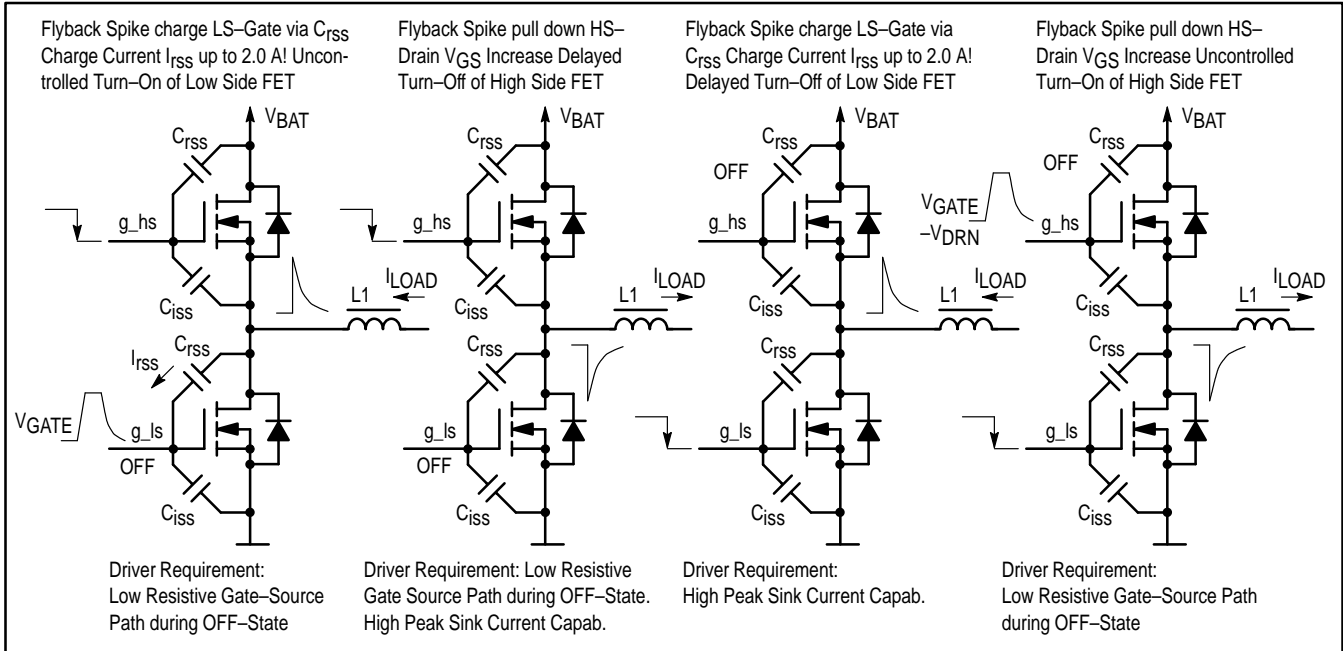 Flyback Spike charge LS–Gate via Crss
Charge Current Irss up to 2.0 A! Uncon-
trolled Turn–On of Low Side FET
Flyback Spike pull down HS–
Drain VGS Increase Delayed
Turn–Off of High Side FET
Flyback Spike charge LS–Gate via
Crss Charge Current Irss up to 2.0 A!
Delayed Turn–Off of Low Side FET
Flyback Spike pull down HS–
Drain VGS Increase Uncontrolled
Turn–On of High Side FET
VBAT
Crss
g_hs
Ciss
ILOAD
L1
Irss
Crss
VGATE
g_ls
OFF
Ciss
VBAT
Crss
g_hs
Ciss
ILOAD
L1
Crss
g_ls
OFF
Ciss
VBAT
Crss
OFF
g_hs
Ciss
ILOAD
L1
Crss
g_ls
Ciss
VBAT
Crss
OFF
VGATE
–VDRN
g_hs
Ciss
ILOAD
L1
Crss
g_ls
Ciss
Driver Requirement:
Low Resistive Gate–Source
Path during OFF–State
Driver Requirement: Low Resistive
Gate Source Path during OFF–State.
High Peak Sink Current Capab.
Driver Requirement:
High Peak Sink Current Capab.
Driver Requirement:
Low Resistive Gate–Source Path
during OFF–State